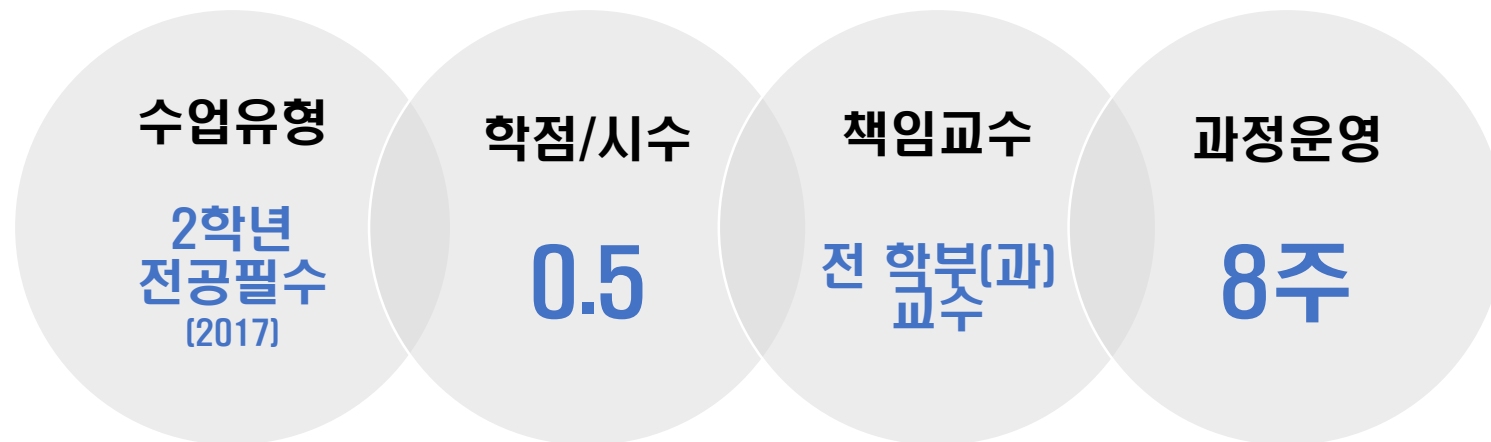 수업유형
2학년
전공필수
(2017)
학점/시수
0.5
책임교수
전 학부(과)
교수
과정운영
8주